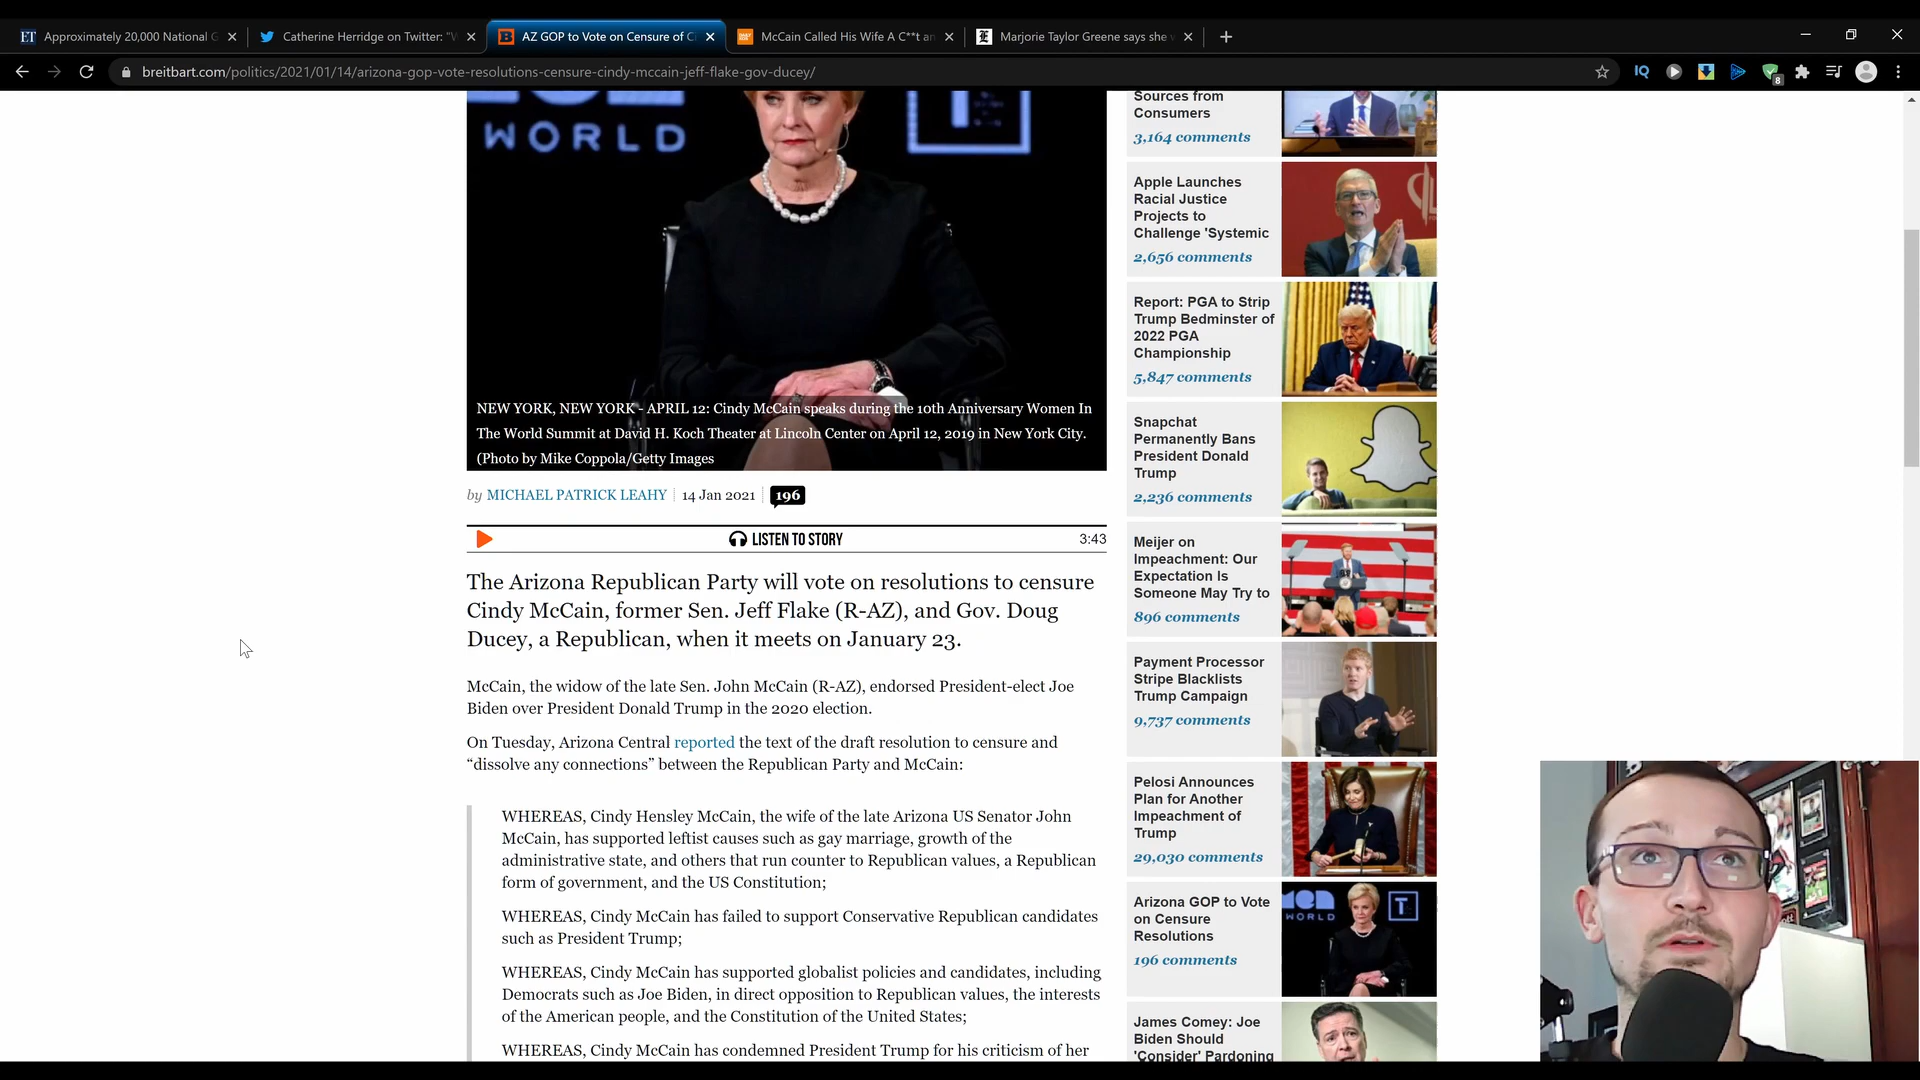 ET Approximately 20,000 National G
Catherine Herridge on Twitter: "W
AZ GOP to Vote on Censure of Ci
McCain Called His Wife A C**t an
Marjorie Taylor Greene says she w
breitbart.com/politics/2021/01/14/arizona-gop-vote-resolutions-censure-cindy-mccain-jeff-flake-gov-ducey/
IQ
8
WORLD
T
NEW YORK, NEW YORK - APRIL 12: Cindy McCain speaks during the 10th Anniversary Women In
The World Summit at David H. Koch Theater at Lincoln Center on April 12, 2019 in New York City.
(Photo by Mike Coppola/Getty Images
by MICHAEL PATRICK LEAHY 14 Jan 2021 196
LISTEN TO STORY 3:43
The Arizona Republican Party will vote on resolutions to censure
Cindy McCain, former Sen. Jeff Flake (R-AZ), and Gov. Doug
Ducey, a Republican, when it meets on January 23.
McCain, the widow of the late Sen. John McCain (R-AZ), endorsed President-elect Joe
Biden over President Donald Trump in the 2020 election.
On Tuesday, Arizona Central reported the text of the draft resolution to censure and
“dissolve any connections” between the Republican Party and McCain:
WHEREAS, Cindy Hensley McCain, the wife of the late Arizona US Senator John
McCain, has supported leftist causes such as gay marriage, growth of the
administrative state, and others that run counter to Republican values, a Republican
form of government, and the US Constitution;
WHEREAS, Cindy McCain has failed to support Conservative Republican candidates
such as President Trump;
WHEREAS, Cindy McCain has supported globalist policies and candidates, including
Democrats such as Joe Biden, in direct opposition to Republican values, the interests
of the American people, and the Constitution of the United States;
WHEREAS, Cindy McCain has condemned President Trump for his criticism of her
Sources from
Consumers
3,164 comments
Apple Launches
Racial Justice
Projects to
Challenge 'Systemic
2,656 comments
Report: PGA to Strip
Trump Bedminster of
2022 PGA
Championship
5,847 comments
Snapchat
Permanently Bans
President Donald
Trump
2,236 comments
Meijer on
Impeachment: Our
Expectation Is
Someone May Try to
896 comments
Payment Processor
Stripe Blacklists
Trump Campaign
9,737 comments
Pelosi Announces
Plan for Another
Impeachment of
Trump
29,030 comments
Arizona GOP to Vote
on Censure
Resolutions
196 comments
WORLD
T
James Comey: Joe
Biden Should
'Consider' Pardoning